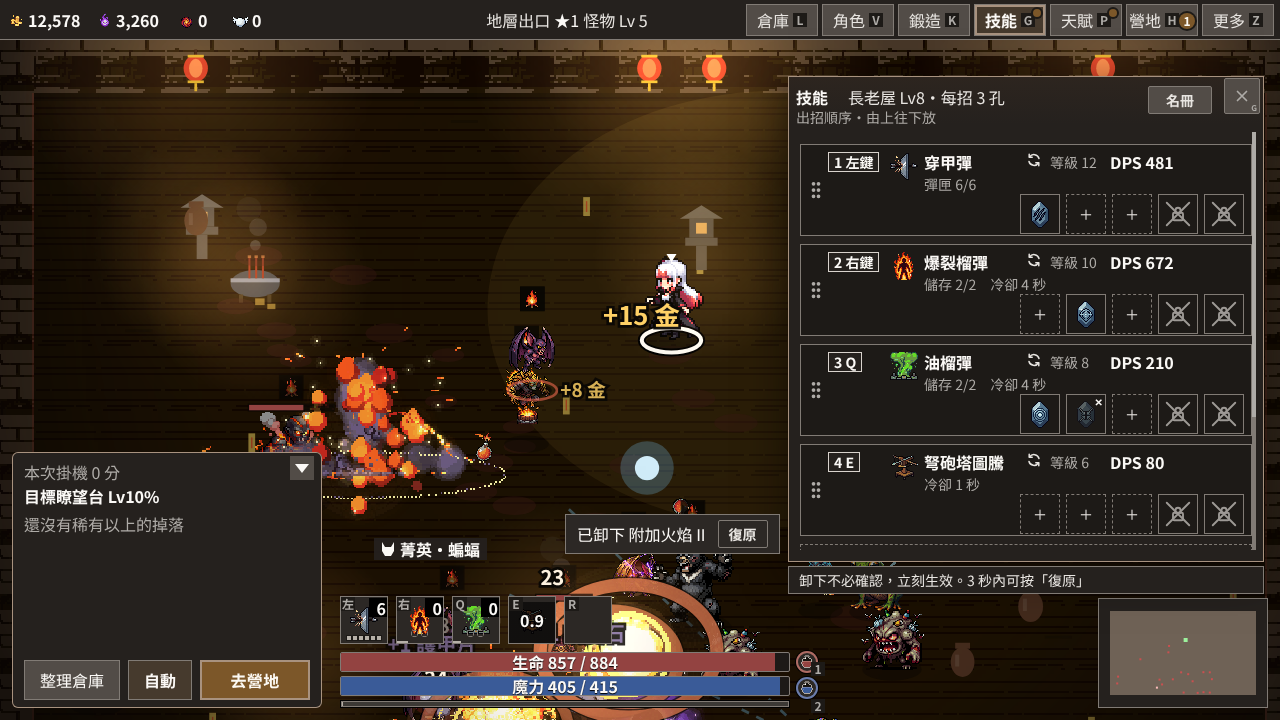 12,578 3,260 0 0
地層出口 ★1 怪物 Lv 5
倉庫 L 角色 V 鍛造 K 技能 G 天賦 P 營地 H 1 更多 Z
技能 長老屋 Lv8・每招 3 孔
出招順序・由上往下放
名冊
G
1 左鍵 穿甲彈 等級 12 DPS 481
彈匣 6/6
2 右鍵 爆裂榴彈 等級 10 DPS 672
儲存 2/2 冷卻 4 秒
3 Q 油榴彈 等級 8 DPS 210
儲存 2/2 冷卻 4 秒
4 E 弩砲塔圖騰 等級 6 DPS 80
冷卻 1 秒
卸下不必確認，立刻生效。3 秒內可按「復原」
+15 金
+8 金
已卸下 附加火焰 II 復原
菁英・蝙蝠
23
本次掛機 0 分
目標瞭望台 Lv10%
還沒有稀有以上的掉落
整理倉庫 自動 去營地
左 6 右 0 Q 0 E 0.9 R
生命 857 / 884
魔力 405 / 415
1
2